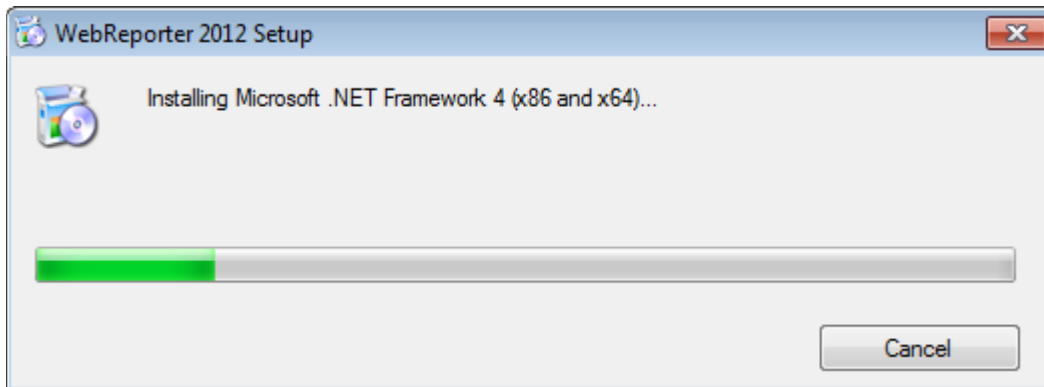 WebReporter 2012 Setup
Installing Microsoft .NET Framework 4 (x86 and x64)...
Cancel